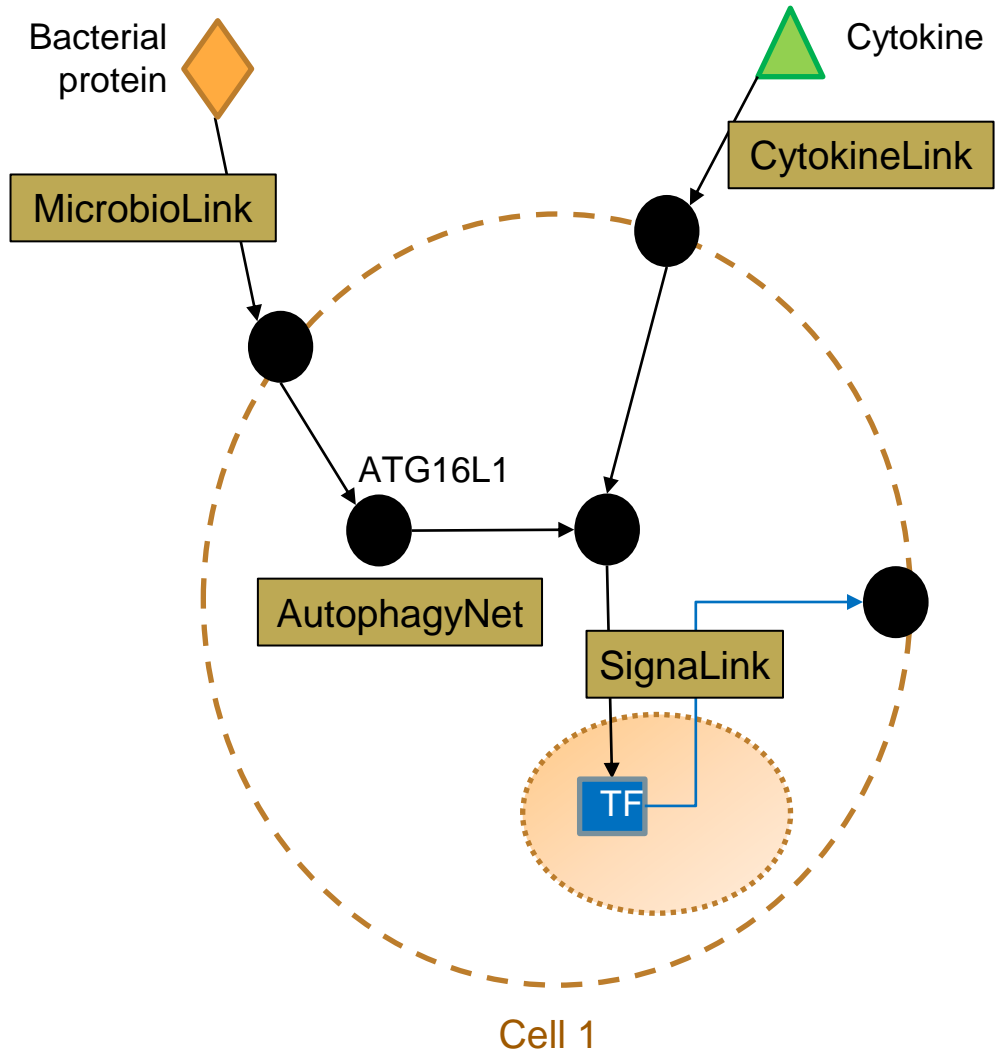 Bacterial
protein
Cytokine
CytokineLink
MicrobioLink
ATG16L1
AutophagyNet
SignaLink
TF
Cell 1